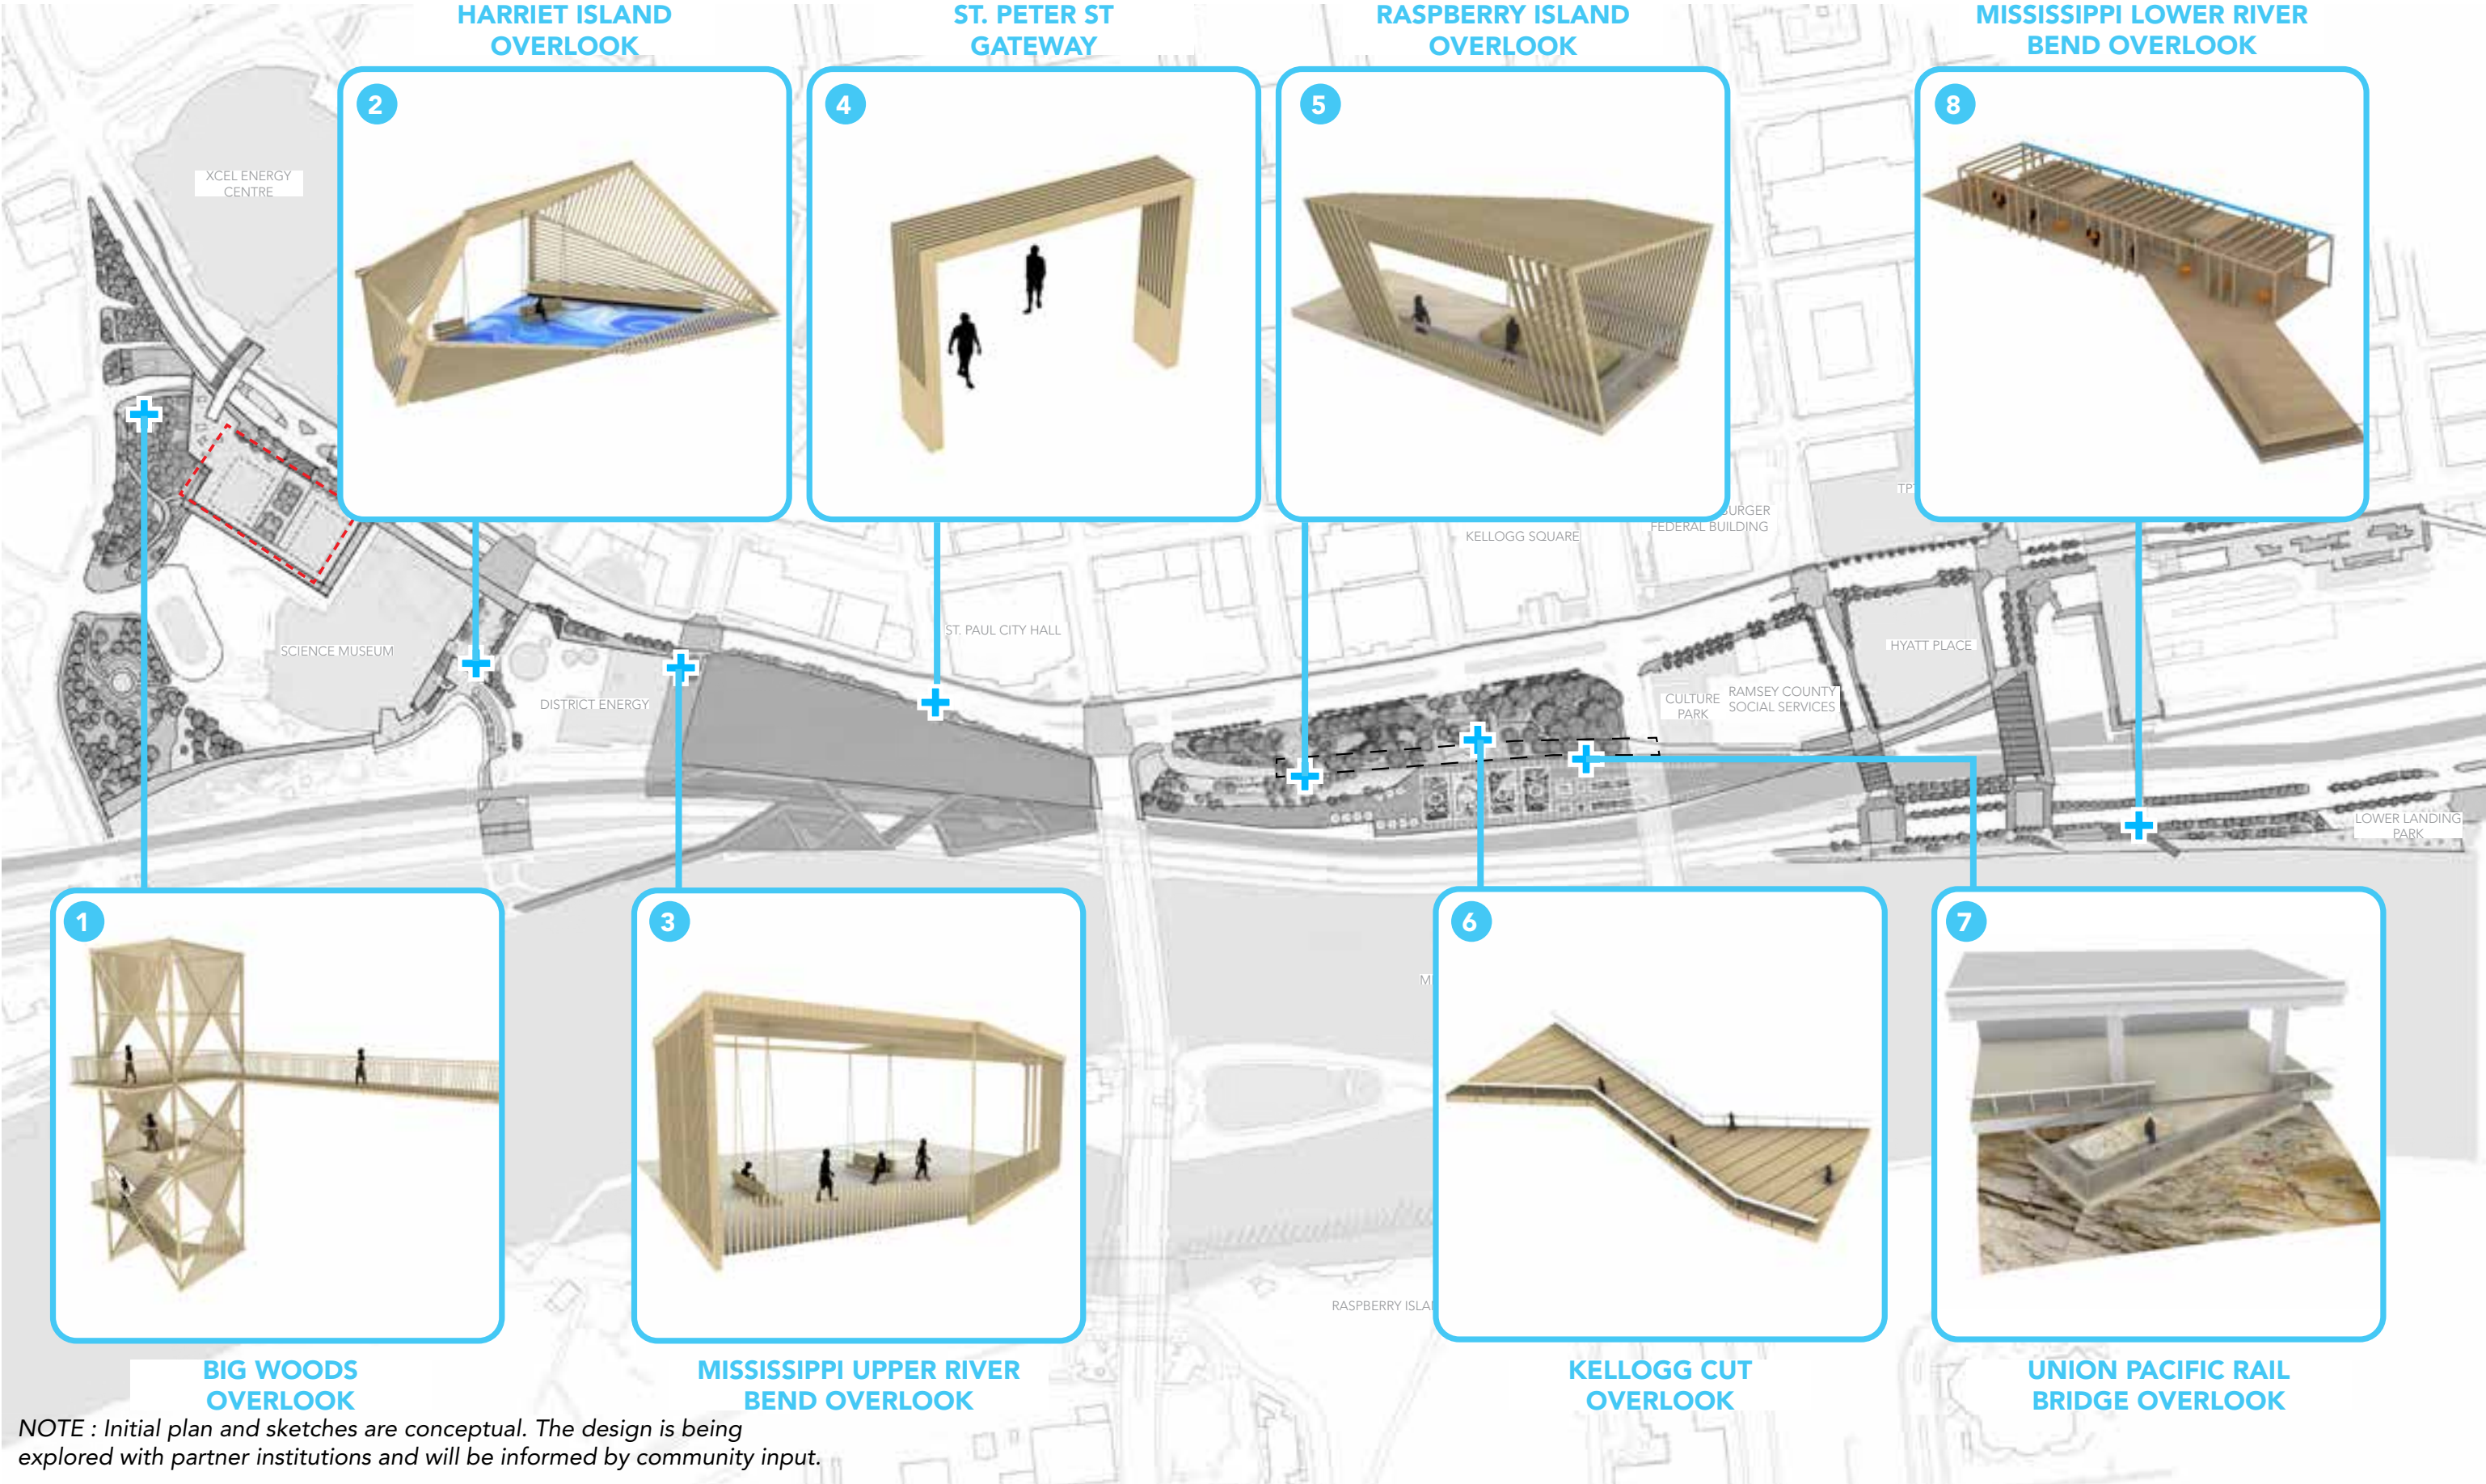 HARRIET ISLAND
OVERLOOK
ST. PETER ST
GATEWAY
RASPBERRY ISLAND
OVERLOOK
MISSISSIPPI LOWER RIVER
BEND OVERLOOK
2
4
5
8
XCEL ENERGY
CENTRE
KELLOGG SQUARE
FEDERAL BUILDING
ST. PAUL CITY HALL
SCIENCE MUSEUM
DISTRICT ENERGY
HYATT PLACE
CULTURE
PARK
RAMSEY COUNTY
SOCIAL SERVICES
LOWER LANDING
PARK
1
3
6
7
RASPBERRY
BIG WOODS
OVERLOOK
MISSISSIPPI UPPER RIVER
BEND OVERLOOK
KELLOGG CUT
OVERLOOK
UNION PACIFIC RAIL
BRIDGE OVERLOOK
NOTE : Initial plan and sketches are conceptual. The design is being
explored with partner institutions and will be informed by community input.